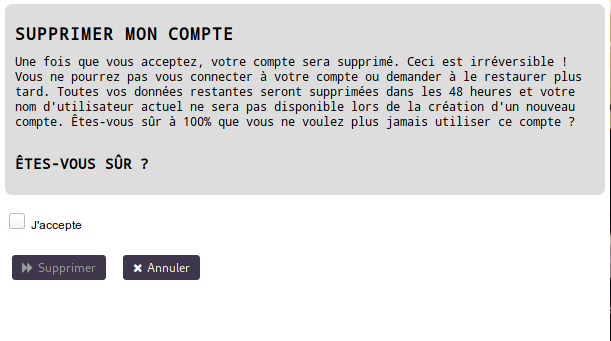 SUPPRIMER MON COMPTE
Une fois que vous acceptez, votre compte sera supprimé. Ceci est irréversible !
Vous ne pourrez pas vous connecter à votre compte ou demander à le restaurer plus
tard. Toutes vos données restantes seront supprimées dans les 48 heures et votre
nom d'utilisateur actuel ne sera pas disponible lors de la création d'un nouveau
compte. Êtes-vous sûr à 100% que vous ne voulez plus jamais utiliser ce compte ?
ÊTES-VOUS SÛR ?
J'accepte
Supprimer
Annuler